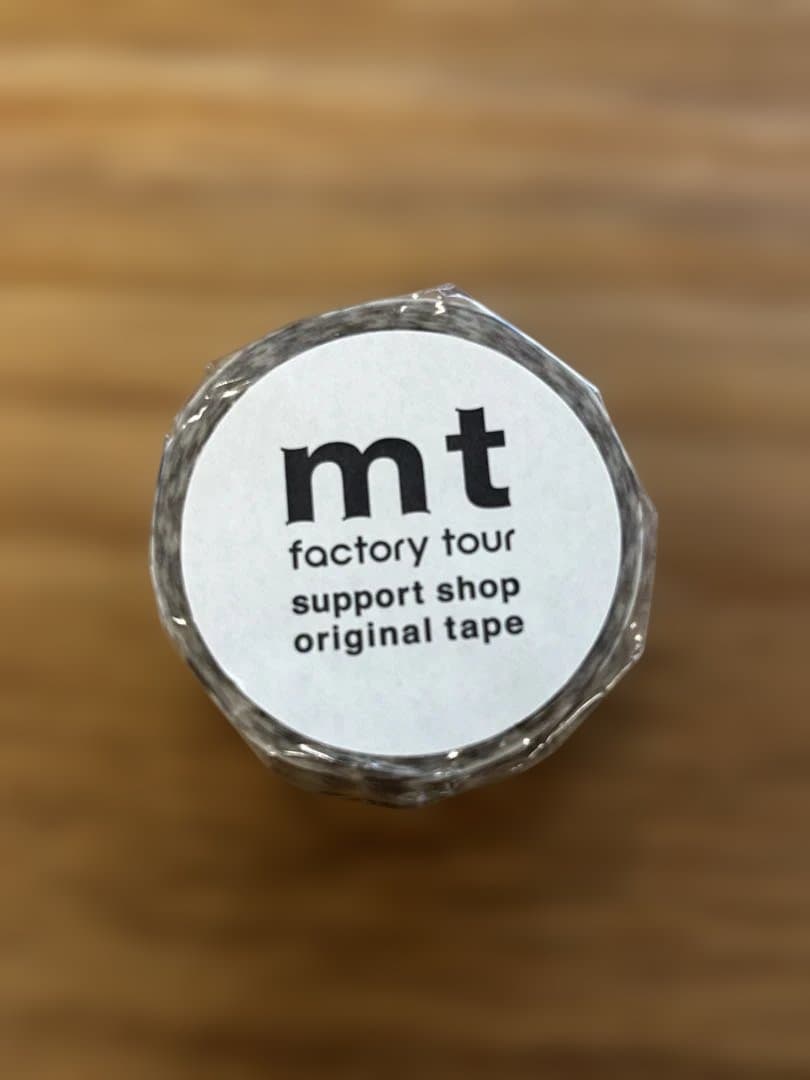 mt
factory tour
support shop
original tape